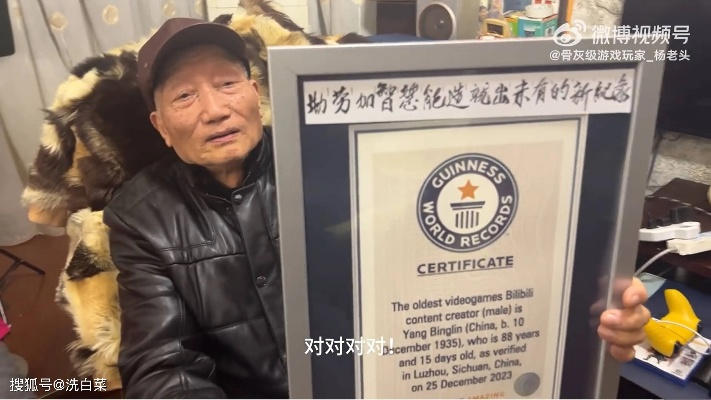 微博视频号
@骨灰级游戏玩家_杨老头
劳加智慧能造就出未有的新纪录
GUINNESS
WORLD RECORDS
CERTIFICATE
The oldest videogames Bilibili
content creator (male) is
Yang Binglin (China, b. 10
December 1935), who is 88 years
and 15 days old, as verified
in Luzhou, Sichuan, China,
on 25 December 2023
AMAZING
对对对对!
搜狐号@洗白菜